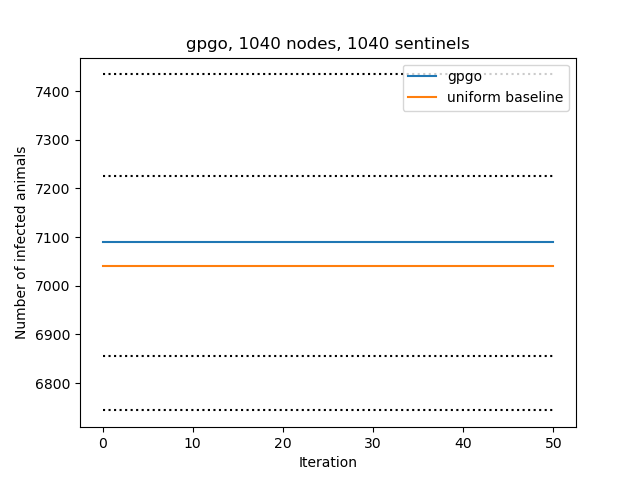 gpgo, 1040 nodes, 1040 sentinels
gpgo
uniform baseline
Number of infected animals
7400
7300
7200
7100
7000
6900
6800
0 10 20 30 40 50
Iteration